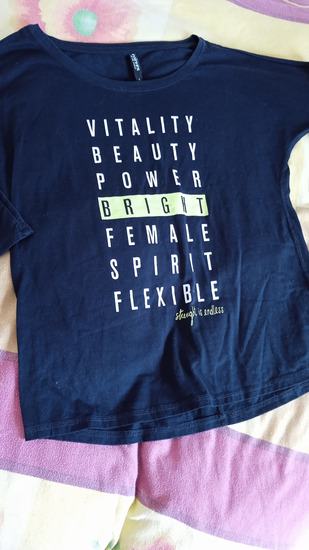 VITALITY
BEAUTY
POWER
BRIGHT
FEMALE
SPIRIT
FLEXIBLE
strength is endless